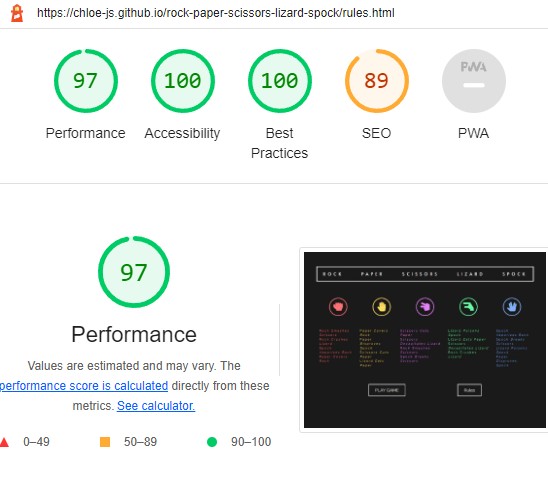 https://chloe-js.github.io/rock-paper-scissors-lizard-spock/rules.html
97
100
100
89
PWA
Performance
Accessibility
Best
Practices
SEO
PWA
97
Performance
Values are estimated and may vary. The
performance score is calculated directly from these
metrics. See calculator.
0–49
50–89
90–100
ROCK PAPER SCISSORS LIZARD SPOCK
PLAY GAME
Rules